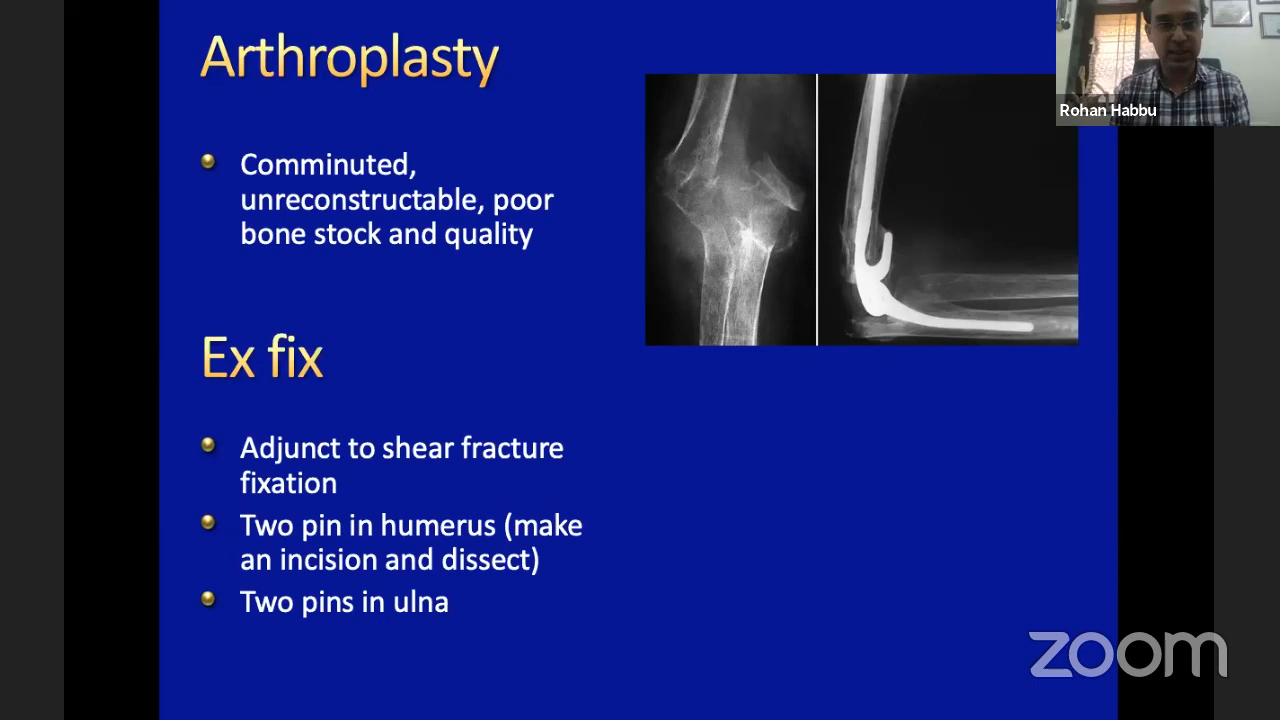 Arthroplasty
Comminuted,
unreconstructable, poor
bone stock and quality
Ex fix
Adjunct to shear fracture
fixation
Two pin in humerus (make
an incision and dissect)
Two pins in ulna
Rohan Habbu
zoom